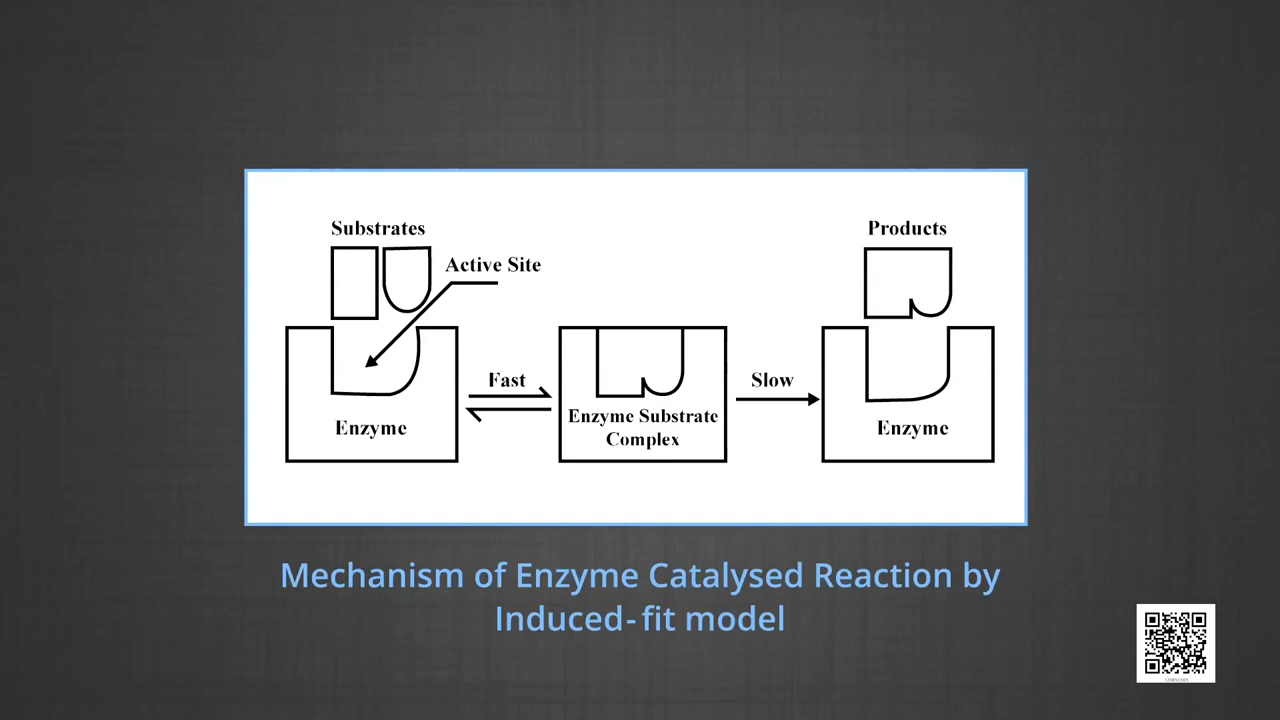 Substrates
Products
Active Site
Fast
Slow
Enzyme
Enzyme Substrate
Complex
Enzyme
Mechanism of Enzyme Catalysed Reaction by
Induced-fit model